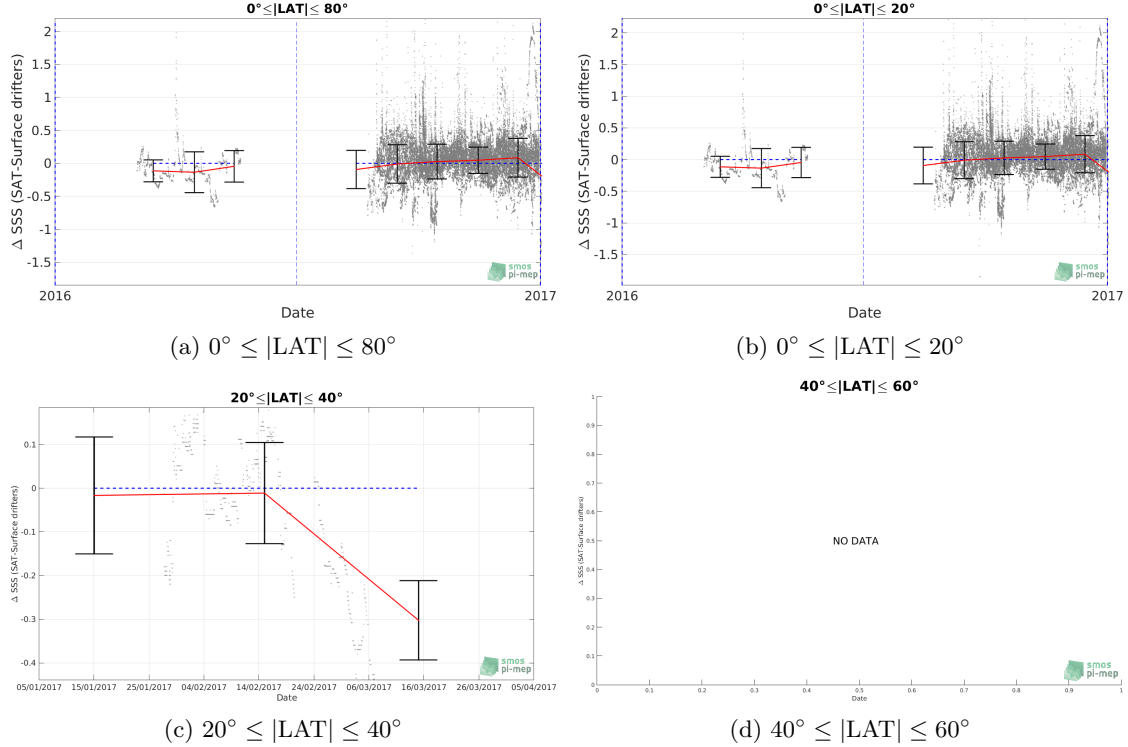 0°≤|LAT|≤ 80°
Δ SSS (SAT-Surface drifters)
2
1.5
1
0.5
0
-0.5
-1
-1.5
2016
2017
Date
smos
pi-mep
(a) 0° ≤ |LAT| ≤ 80°
0°≤|LAT|≤ 20°
Δ SSS (SAT-Surface drifters)
2
1.5
1
0.5
0
-0.5
-1
-1.5
2016
2017
Date
smos
pi-mep
(b) 0° ≤ |LAT| ≤ 20°
20°≤|LAT|≤ 40°
Δ SSS (SAT-Surface drifters)
0.1
0
-0.1
-0.2
-0.3
-0.4
05/01/2017 15/01/2017 25/01/2017 04/02/2017 14/02/2017 24/02/2017 06/03/2017 16/03/2017 26/03/2017 05/04/2017
Date
smos
pi-mep
(c) 20° ≤ |LAT| ≤ 40°
40°≤|LAT|≤ 60°
Δ SSS (SAT-Surface drifters)
1
0.9
0.8
0.7
0.6
0.5
0.4
0.3
0.2
0.1
0
NO DATA
0 0.1 0.2 0.3 0.4 0.5 0.6 0.7 0.8 0.9 1
Date
smos
pi-mep
(d) 40° ≤ |LAT| ≤ 60°